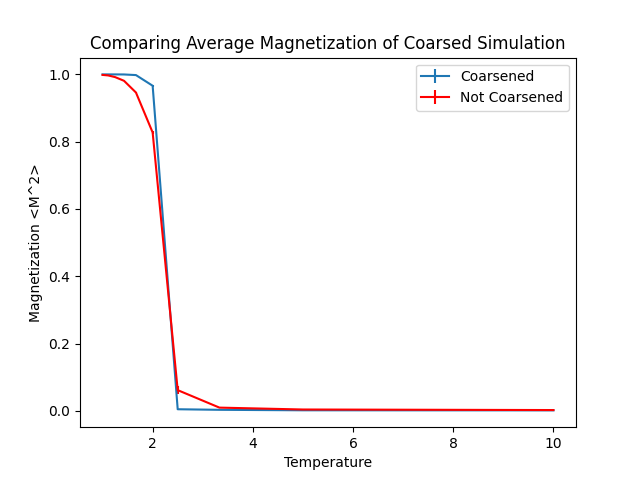 Comparing Average Magnetization of Coarsed Simulation
Coarsened
Not Coarsened
Magnetization <M^2>
1.0
0.8
0.6
0.4
0.2
0.0
2
4
6
8
10
Temperature